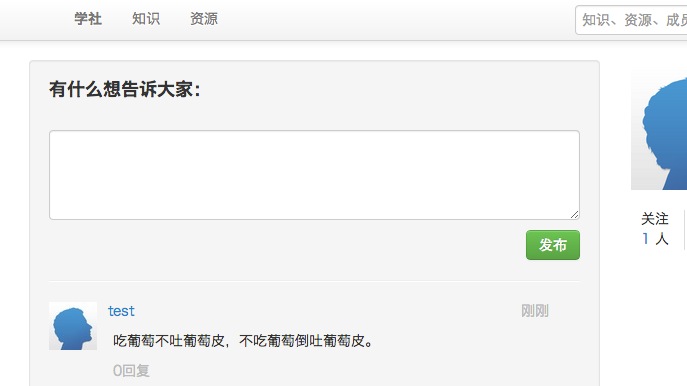 学社 知识 资源 知识、资源、成
有什么想告诉大家：
发布
关注
1 人
test 刚刚
吃葡萄不吐葡萄皮，不吃葡萄倒吐葡萄皮。
0回复